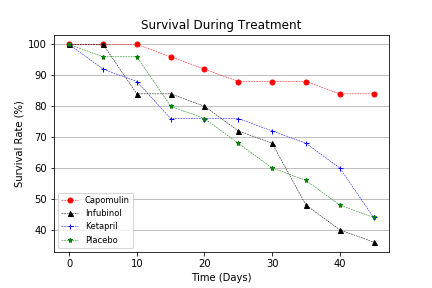 Survival During Treatment
Survival Rate (%)
100
90
80
70
60
50
40
Capomulin
Infubinol
Ketapril
Placebo
0 10 20 30 40
Time (Days)